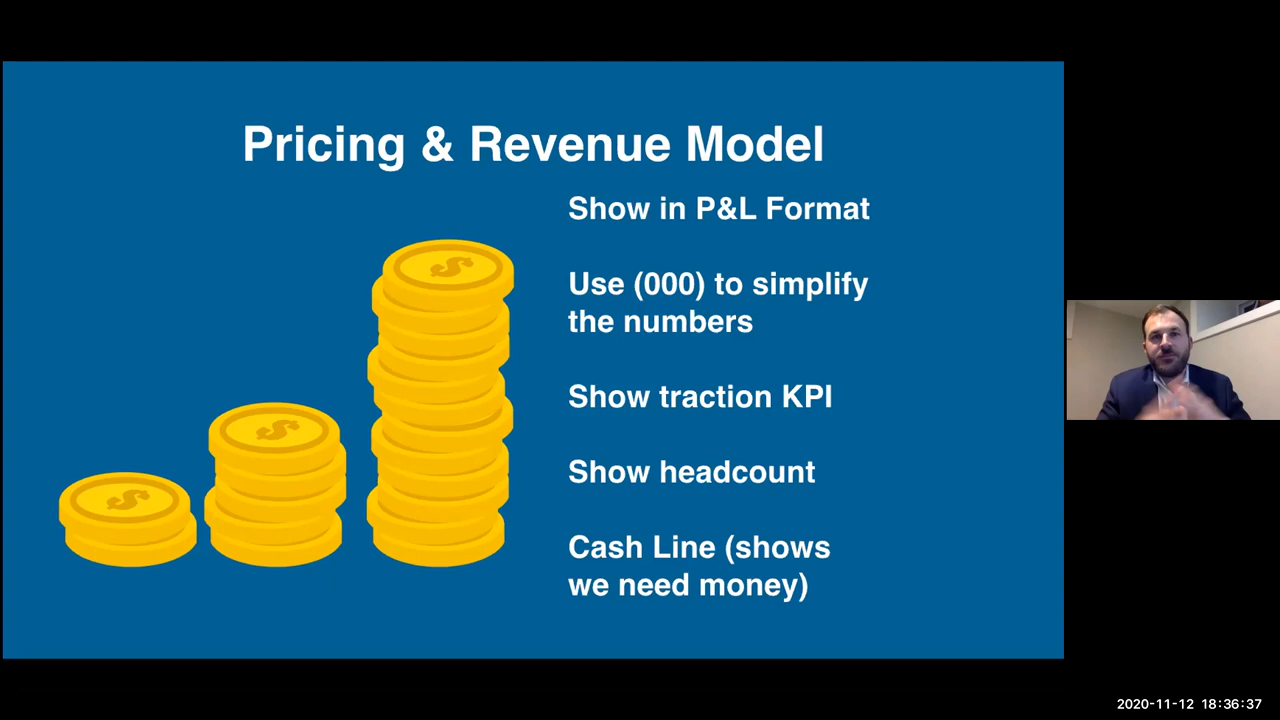 Pricing & Revenue Model
Show in P&L Format
Use (000) to simplify
the numbers
Show traction KPI
Show headcount
Cash Line (shows
we need money)
$
$
$
2020-11-12 18:36:37